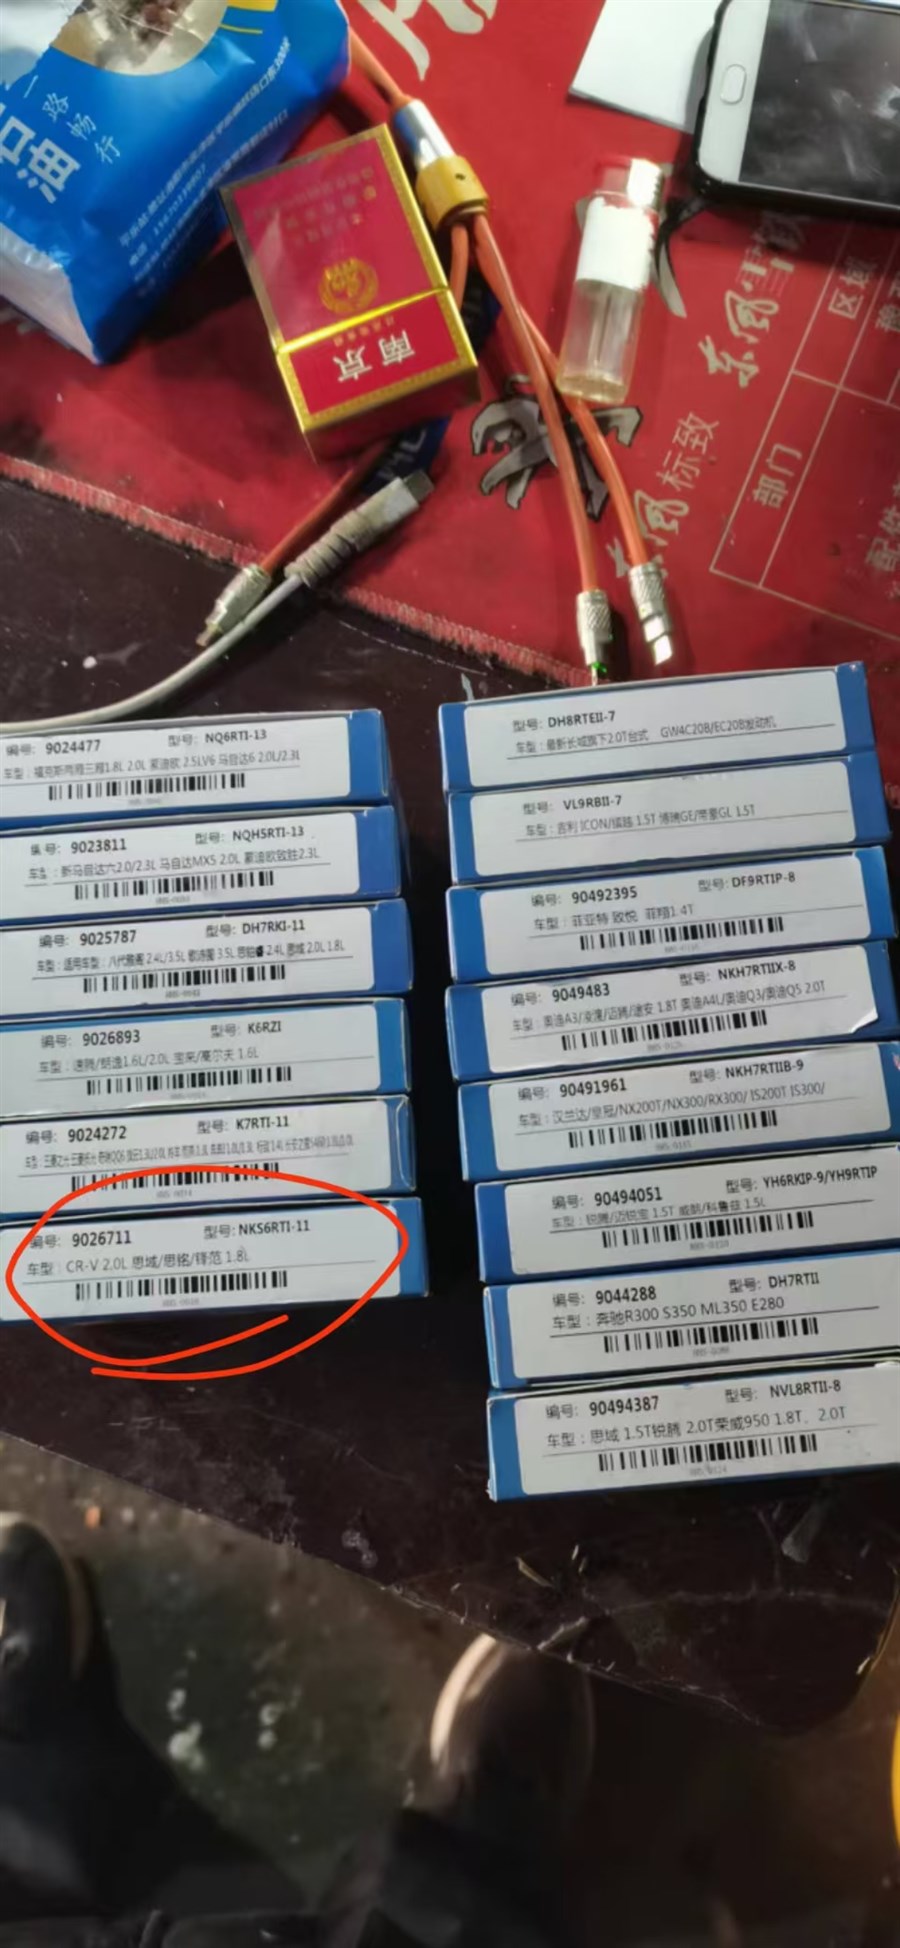 一路畅行
石油
南京
东风雪铁
东风标致
区域
部门
编号: 9024477 型号: NQ6RTI-13
车型: 福克斯两厢三厢1.8L 2.0L 蒙迪欧 2.5LV6 马自达6 2.0L/2.3L
编号: 9023811 型号: NQH5RTI-13
车型: 新马自达六2.0/2.3L 马自达MX5 2.0L 蒙迪欧致胜2.3L
编号: 9025787 型号: DH7RKI-11
车型: 适用车型: 八代雅阁 2.4L/3.5L 歌诗图 3.5L 思铂睿 2.4L 思域 2.0L 1.8L
编号: 9026893 型号: K6RZI
车型: 速腾/朗逸1.6L/2.0L 宝来/高尔夫 1.6L
编号: 9024272 型号: K7RTI-11
编号: 9026711 型号: NKS6RTI-11
车型: CR-V 2.0L 思域/思铭/锋范 1.8L
型号: DH8RTEII-7
车型: 最新长城旗下2.0T台式 GW4C20B/EC20B发动机
型号: VL9RBII-7
车型: 吉利 ICON/缤越 1.5T 博瑞GE/帝豪GL 1.5T
编号: 90492395 型号: DF9RTIP-8
车型: 菲亚特 致悦 菲翔1.4T
编号: 9049483 型号: NKH7RTIIX-8
车型: 奥迪A3/凌渡/迈腾/途安 1.8T 奥迪A4L/奥迪Q3/奥迪Q5 2.0T
编号: 90491961 型号: NKH7RTIIB-9
车型: 汉兰达/皇冠/NX200T/NX300/RX300/ IS200T IS300/
编号: 90494051 型号: YH6RKIP-9/YH9RTIP
车型: 锐腾/迈锐宝 1.5T 威朗/科鲁兹 1.5L
编号: 9044288 型号: DH7RTII
车型: 奔驰R300 S350 ML350 E280
编号: 90494387 型号: NVL8RTII-8
车型: 思域 1.5T锐腾 2.0T荣威950 1.8T、2.0T